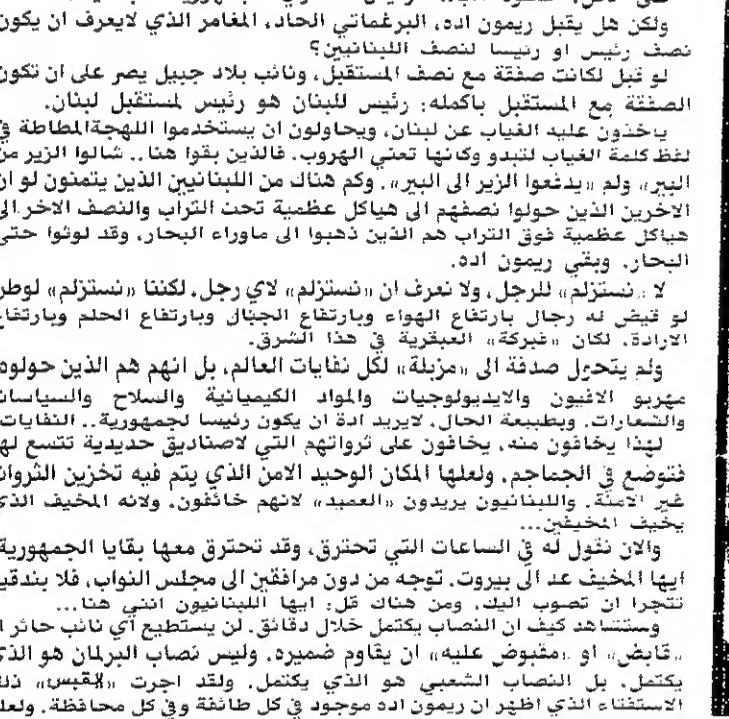 ولكن هل يقبل ريمون اده، البرغماتي الحاد، المغامر الذي لايعرف ان يكون
نصف رئيس او رئيسا لنصف اللبنانيين؟
لو قبل لكانت صفقة مع نصف المستقبل، ونائب بلاد جبيل يصر على ان تكون
الصفقة مع المستقبل باكمله: رئيس للبنان هو رئيس لمستقبل لبنان.
ياخذون عليه الغياب عن لبنان، ويحاولون ان يستخدموا اللهجة المطاطة في
لفظ كلمة الغياب لتبدو وكانها تعني الهروب. فالذين بقوا هنا.. شالوا الزير من
البير» ولم «يدفعوا الزير الى البير». وكم هناك من اللبنانيين الذين يتمنون لو ان
الاخرين الذين حولوا نصفهم الى هياكل عظمية تحت التراب والنصف الاخر الى
هياكل عظمية فوق التراب هم الذين ذهبوا الى ماوراء البحار، وقد لوثوا حتى
البحار. وبقي ريمون اده.
لا «نستزلم» للرجل، ولا نعرف ان «نستزلم» لاي رجل. لكننا «نستزلم» لوطن
لو قيض له رجال بارتفاع الهواء وبارتفاع الجبال وبارتفاع الحلم وبارتفاع
الارادة، لكان «فبركة» العبقرية في هذا الشرق.
ولم يتحول صدفة الى «مزبلة» لكل نفايات العالم، بل انهم هم الذين حولوه
مهربو الافيون والايديولوجيات والمواد الكيميائية والسلاح والسياسات
والشعارات. وبطبيعة الحال، لايريد ادة ان يكون رئيسا لجمهورية.. النفايات
لهذا يخافون منه، يخافون على ثرواتهم التي لاصناديق حديدية تتسع لها
فتوضع في الجماجم. ولعلها المكان الوحيد الامن الذي يتم فيه تخزين الثروات
غير الامنة. واللبنانيون يريدون «العميد» لانهم خائفون، ولانه المخيف الذي
يخيف المخيفين...
والان نقول له في الساعات التي تحترق، وقد تحترق معها بقايا الجمهورية
ايها المخيف عد الى بيروت. توجه من دون مرافقين الى مجلس النواب، فلا بندقية
تتجرا ان تصوب اليك، ومن هناك قل: ايها اللبنانيون انني هنا...
وستشاهد كيف ان النصاب يكتمل خلال دقائق. لن يستطيع اي نائب حائر او
«قابض» او «مقبوض عليه» ان يقاوم ضميره. وليس نصاب البرلمان هو الذي
يكتمل. بل النصاب الشعبي هو الذي يكتمل. ولقد اجرت «القبس» ذلك
الاستفتاء الذي اظهر ان ريمون اده موجود في كل طائفة وفي كل محافظة. ولعل